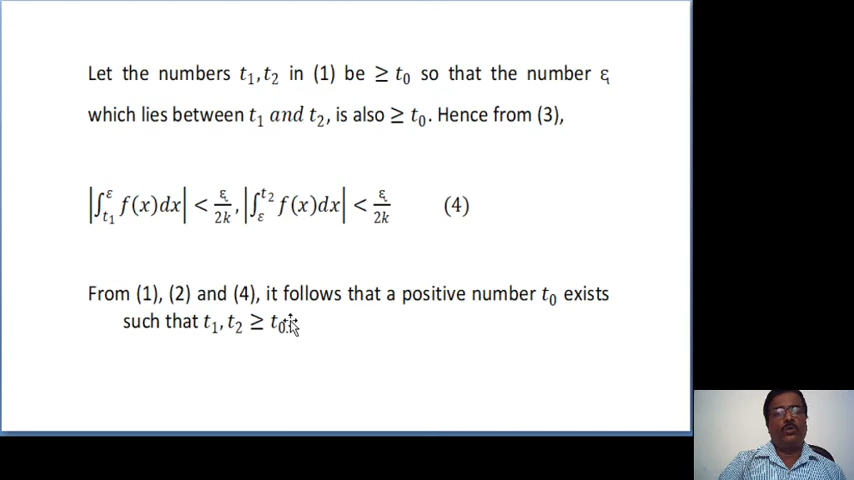 Let the numbers t₁, t₂ in (1) be ≥ t₀ so that the number ε
which lies between t₁ and t₂, is also ≥ t₀. Hence from (3),
|∫_{t₁}^{ε} f(x)dx| < ε/2k, |∫_{ε}^{t₂} f(x)dx| < ε/2k (4)
From (1), (2) and (4), it follows that a positive number t₀ exists
such that t₁, t₂ ≥ t₀.